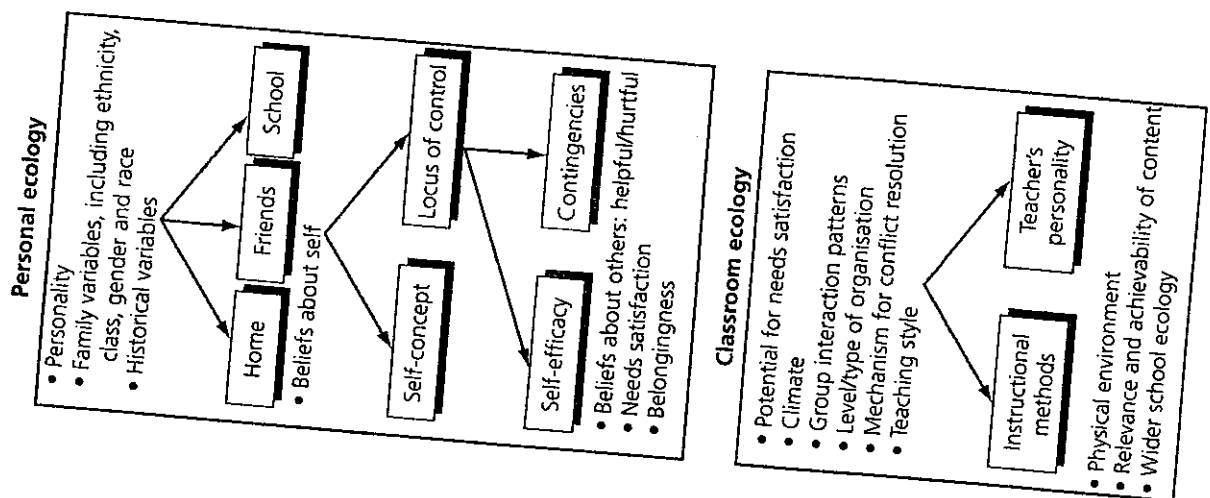 Personal ecology
• Personality
• Family variables, including ethnicity,
class, gender and race
• Historical variables
Home
Friends
School
• Beliefs about self
Self-concept
Locus of control
Self-efficacy
Contingencies
• Beliefs about others: helpful/hurtful
• Needs satisfaction
• Belongingness
Classroom ecology
• Potential for needs satisfaction
• Climate
• Group interaction patterns
• Level/type of organisation
• Mechanism for conflict resolution
• Teaching style
Instructional
methods
Teacher's
personality
• Physical environment
• Relevance and achievability of content
• Wider school ecology